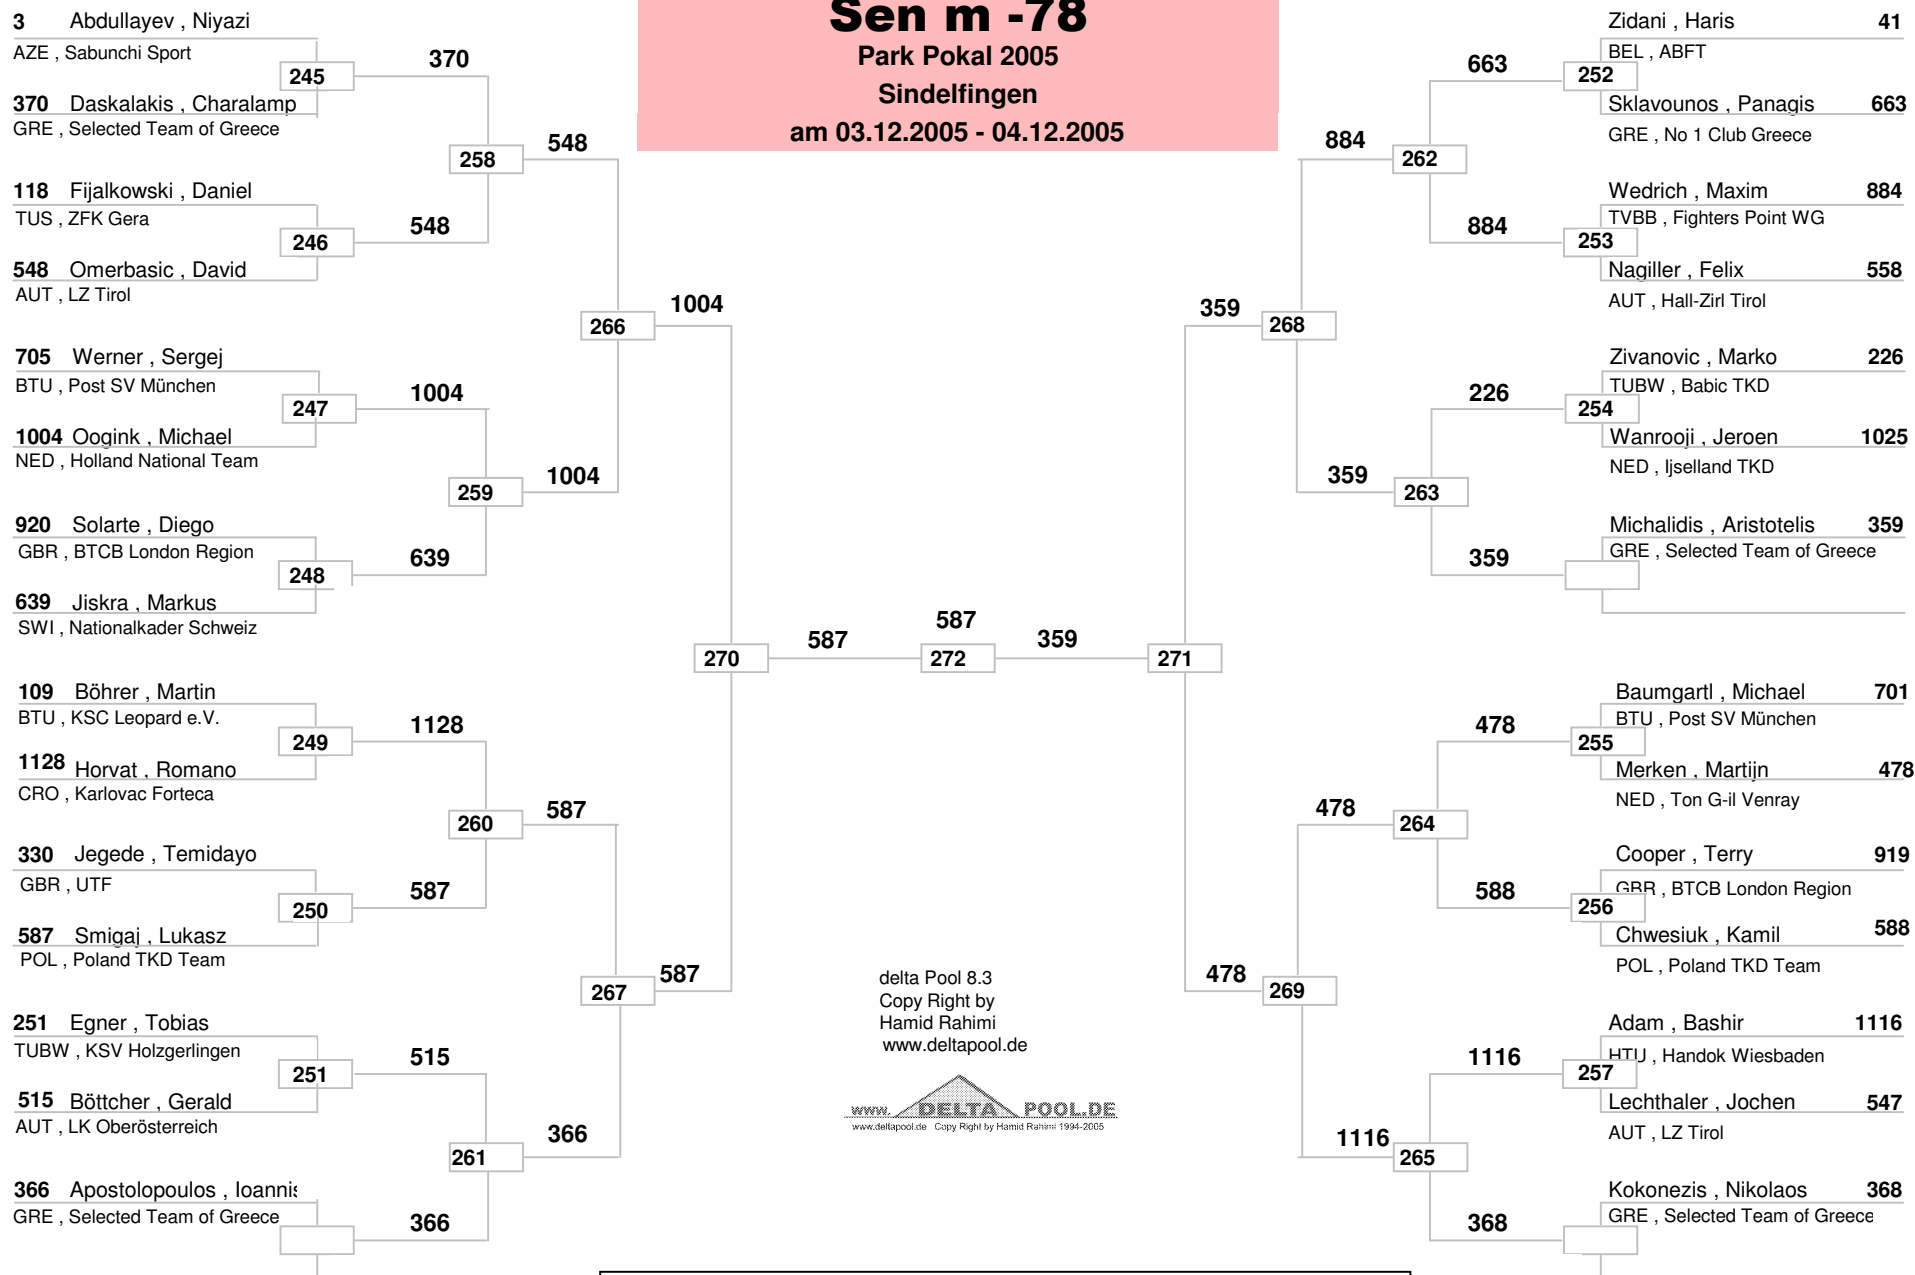 Sen m -78
Park Pokal 2005
Sindelfingen
am 03.12.2005 - 04.12.2005
3 Abdullayev , Niyazi
AZE , Sabunchi Sport
245
370
370 Daskalakis , Charalamp
GRE , Selected Team of Greece
258
548
118 Fijalkowski , Daniel
TUS , ZFK Gera
246
548
548 Omerbasic , David
AUT , LZ Tirol
266
1004
705 Werner , Sergej
BTU , Post SV München
247
1004
1004 Oogink , Michael
NED , Holland National Team
259
1004
920 Solarte , Diego
GBR , BTCB London Region
248
639
639 Jiskra , Markus
SWI , Nationalkader Schweiz
270
587
587
272
359
271
109 Böhrer , Martin
BTU , KSC Leopard e.V.
249
1128
1128 Horvat , Romano
CRO , Karlovac Forteca
260
587
330 Jegede , Temidayo
GBR , UTF
250
587
587 Smigaj , Lukasz
POL , Poland TKD Team
267
587
251 Egner , Tobias
TUBW , KSV Holzgerlingen
251
515
515 Böttcher , Gerald
AUT , LK Oberösterreich
261
366
366 Apostolopoulos , Ioannis
GRE , Selected Team of Greece
366
Zidani , Haris 41
BEL , ABFT
663
252
Sklavounos , Panagis 663
GRE , No 1 Club Greece
884
262
Wedrich , Maxim 884
TVBB , Fighters Point WG
884
253
Nagiller , Felix 558
AUT , Hall-Zirl Tirol
359
268
Zivanovic , Marko 226
TUBW , Babic TKD
226
254
Wanrooji , Jeroen 1025
NED , Ijselland TKD
359
263
Michalidis , Aristotelis 359
GRE , Selected Team of Greece
359
Baumgartl , Michael 701
BTU , Post SV München
478
255
Merken , Martijn 478
NED , Ton G-il Venray
478
264
Cooper , Terry 919
GBR , BTCB London Region
588
256
Chwesiuk , Kamil 588
POL , Poland TKD Team
478
269
Adam , Bashir 1116
HTU , Handok Wiesbaden
1116
257
Lechthaler , Jochen 547
AUT , LZ Tirol
1116
265
Kokonezis , Nikolaos 368
GRE , Selected Team of Greece
368
delta Pool 8.3
Copy Right by
Hamid Rahimi
www.deltapool.de
www. DELTA POOL.DE
www.deltapool.de Copy Right by Hamid Rahimi 1994-2005